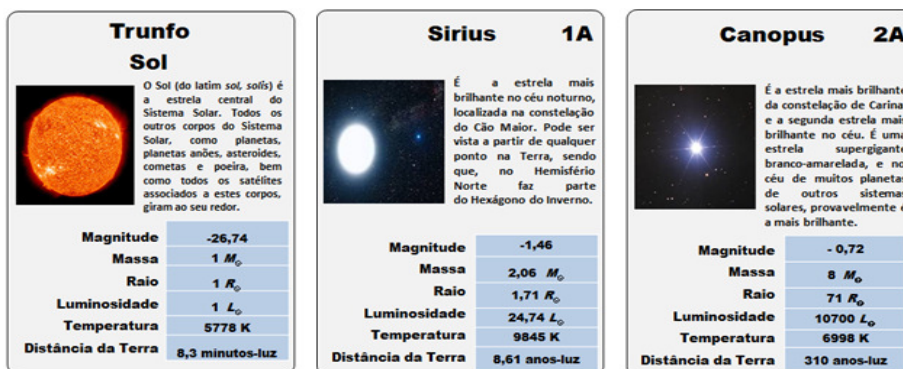 Trunfo
Sol
O Sol (do latim sol, solis) é
a estrela central do
Sistema Solar. Todos os
outros corpos do Sistema
Solar, como planetas,
planetas anões, asteroides,
cometas e poeira, bem
como todos os satélites
associados a estes corpos,
giram ao seu redor.
Magnitude -26,74
Massa 1 M☉
Raio 1 R☉
Luminosidade 1 L☉
Temperatura 5778 K
Distância da Terra 8,3 minutos-luz
Sirius 1A
É a estrela mais
brilhante no céu noturno,
localizada na constelação
do Cão Maior. Pode ser
vista a partir de qualquer
ponto na Terra, sendo
que, no Hemisfério
Norte faz parte
do Hexágono do Inverno.
Magnitude -1,46
Massa 2,06 M☉
Raio 1,71 R☉
Luminosidade 24,74 L☉
Temperatura 9845 K
Distância da Terra 8,61 anos-luz
Canopus 2A
É a estrela mais brilhante
da constelação de Carina
e a segunda estrela mais
brilhante no céu. É uma
estrela supergigante
branco-amarelada, e no
céu de muitos planetas
de outros sistemas
solares, provavelmente é
a mais brilhante.
Magnitude - 0,72
Massa 8 M☉
Raio 71 R☉
Luminosidade 10700 L☉
Temperatura 6998 K
Distância da Terra 310 anos-luz